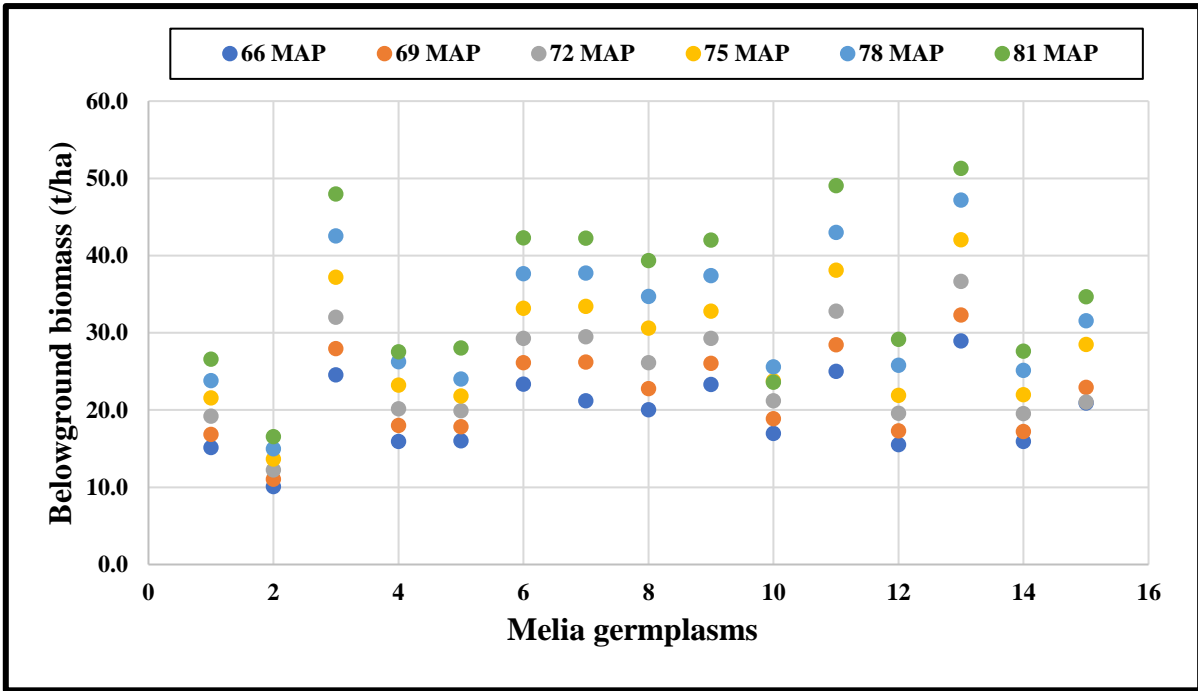 66 MAP 69 MAP 72 MAP 75 MAP 78 MAP 81 MAP
60.0
50.0
40.0
30.0
20.0
10.0
0.0
Belowground biomass (t/ha)
0 2 4 6 8 10 12 14 16
Melia germplasms